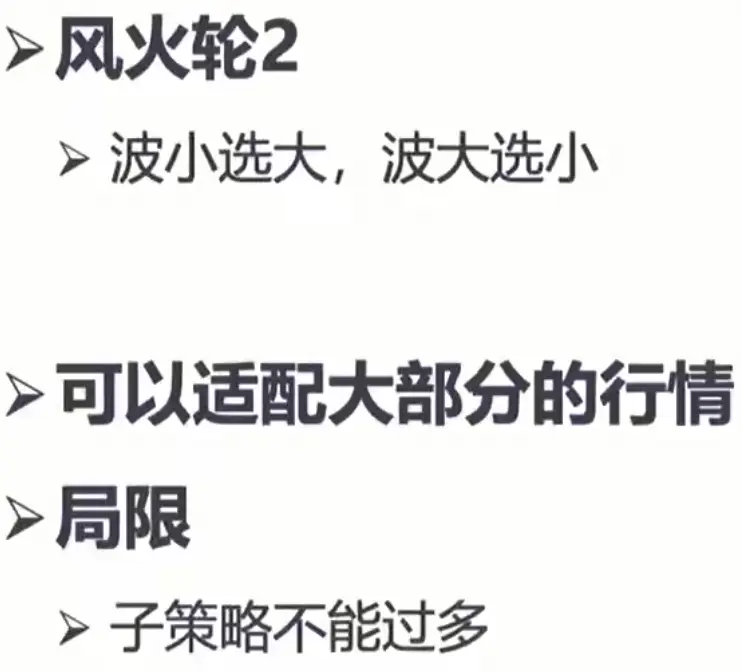 ➢ 风火轮2
➢ 波小选大，波大选小
➢ 可以适配大部分的行情
➢ 局限
➢ 子策略不能过多